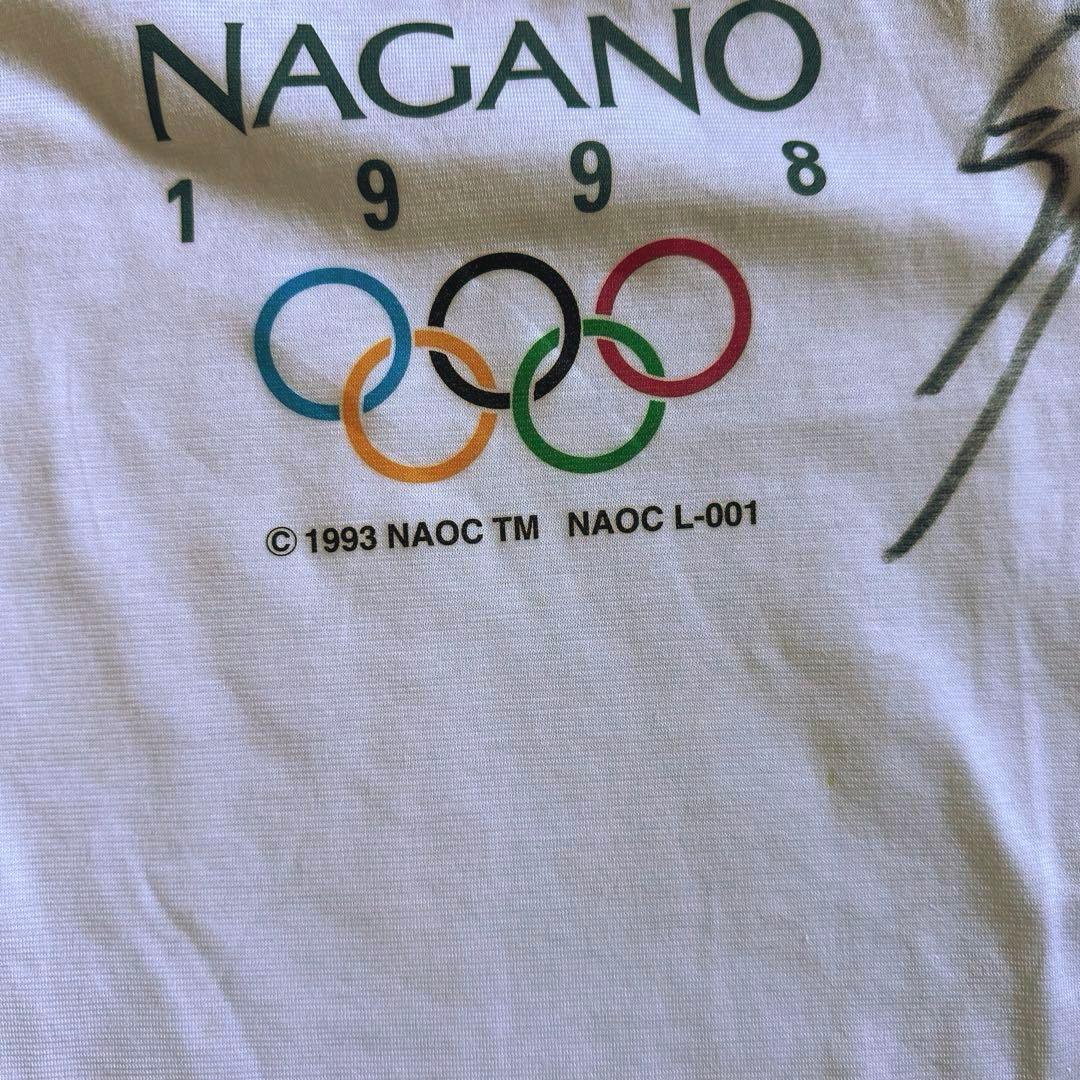 NAGANO
1 9 9 8
© 1993 NAOC TM NAOC L-001